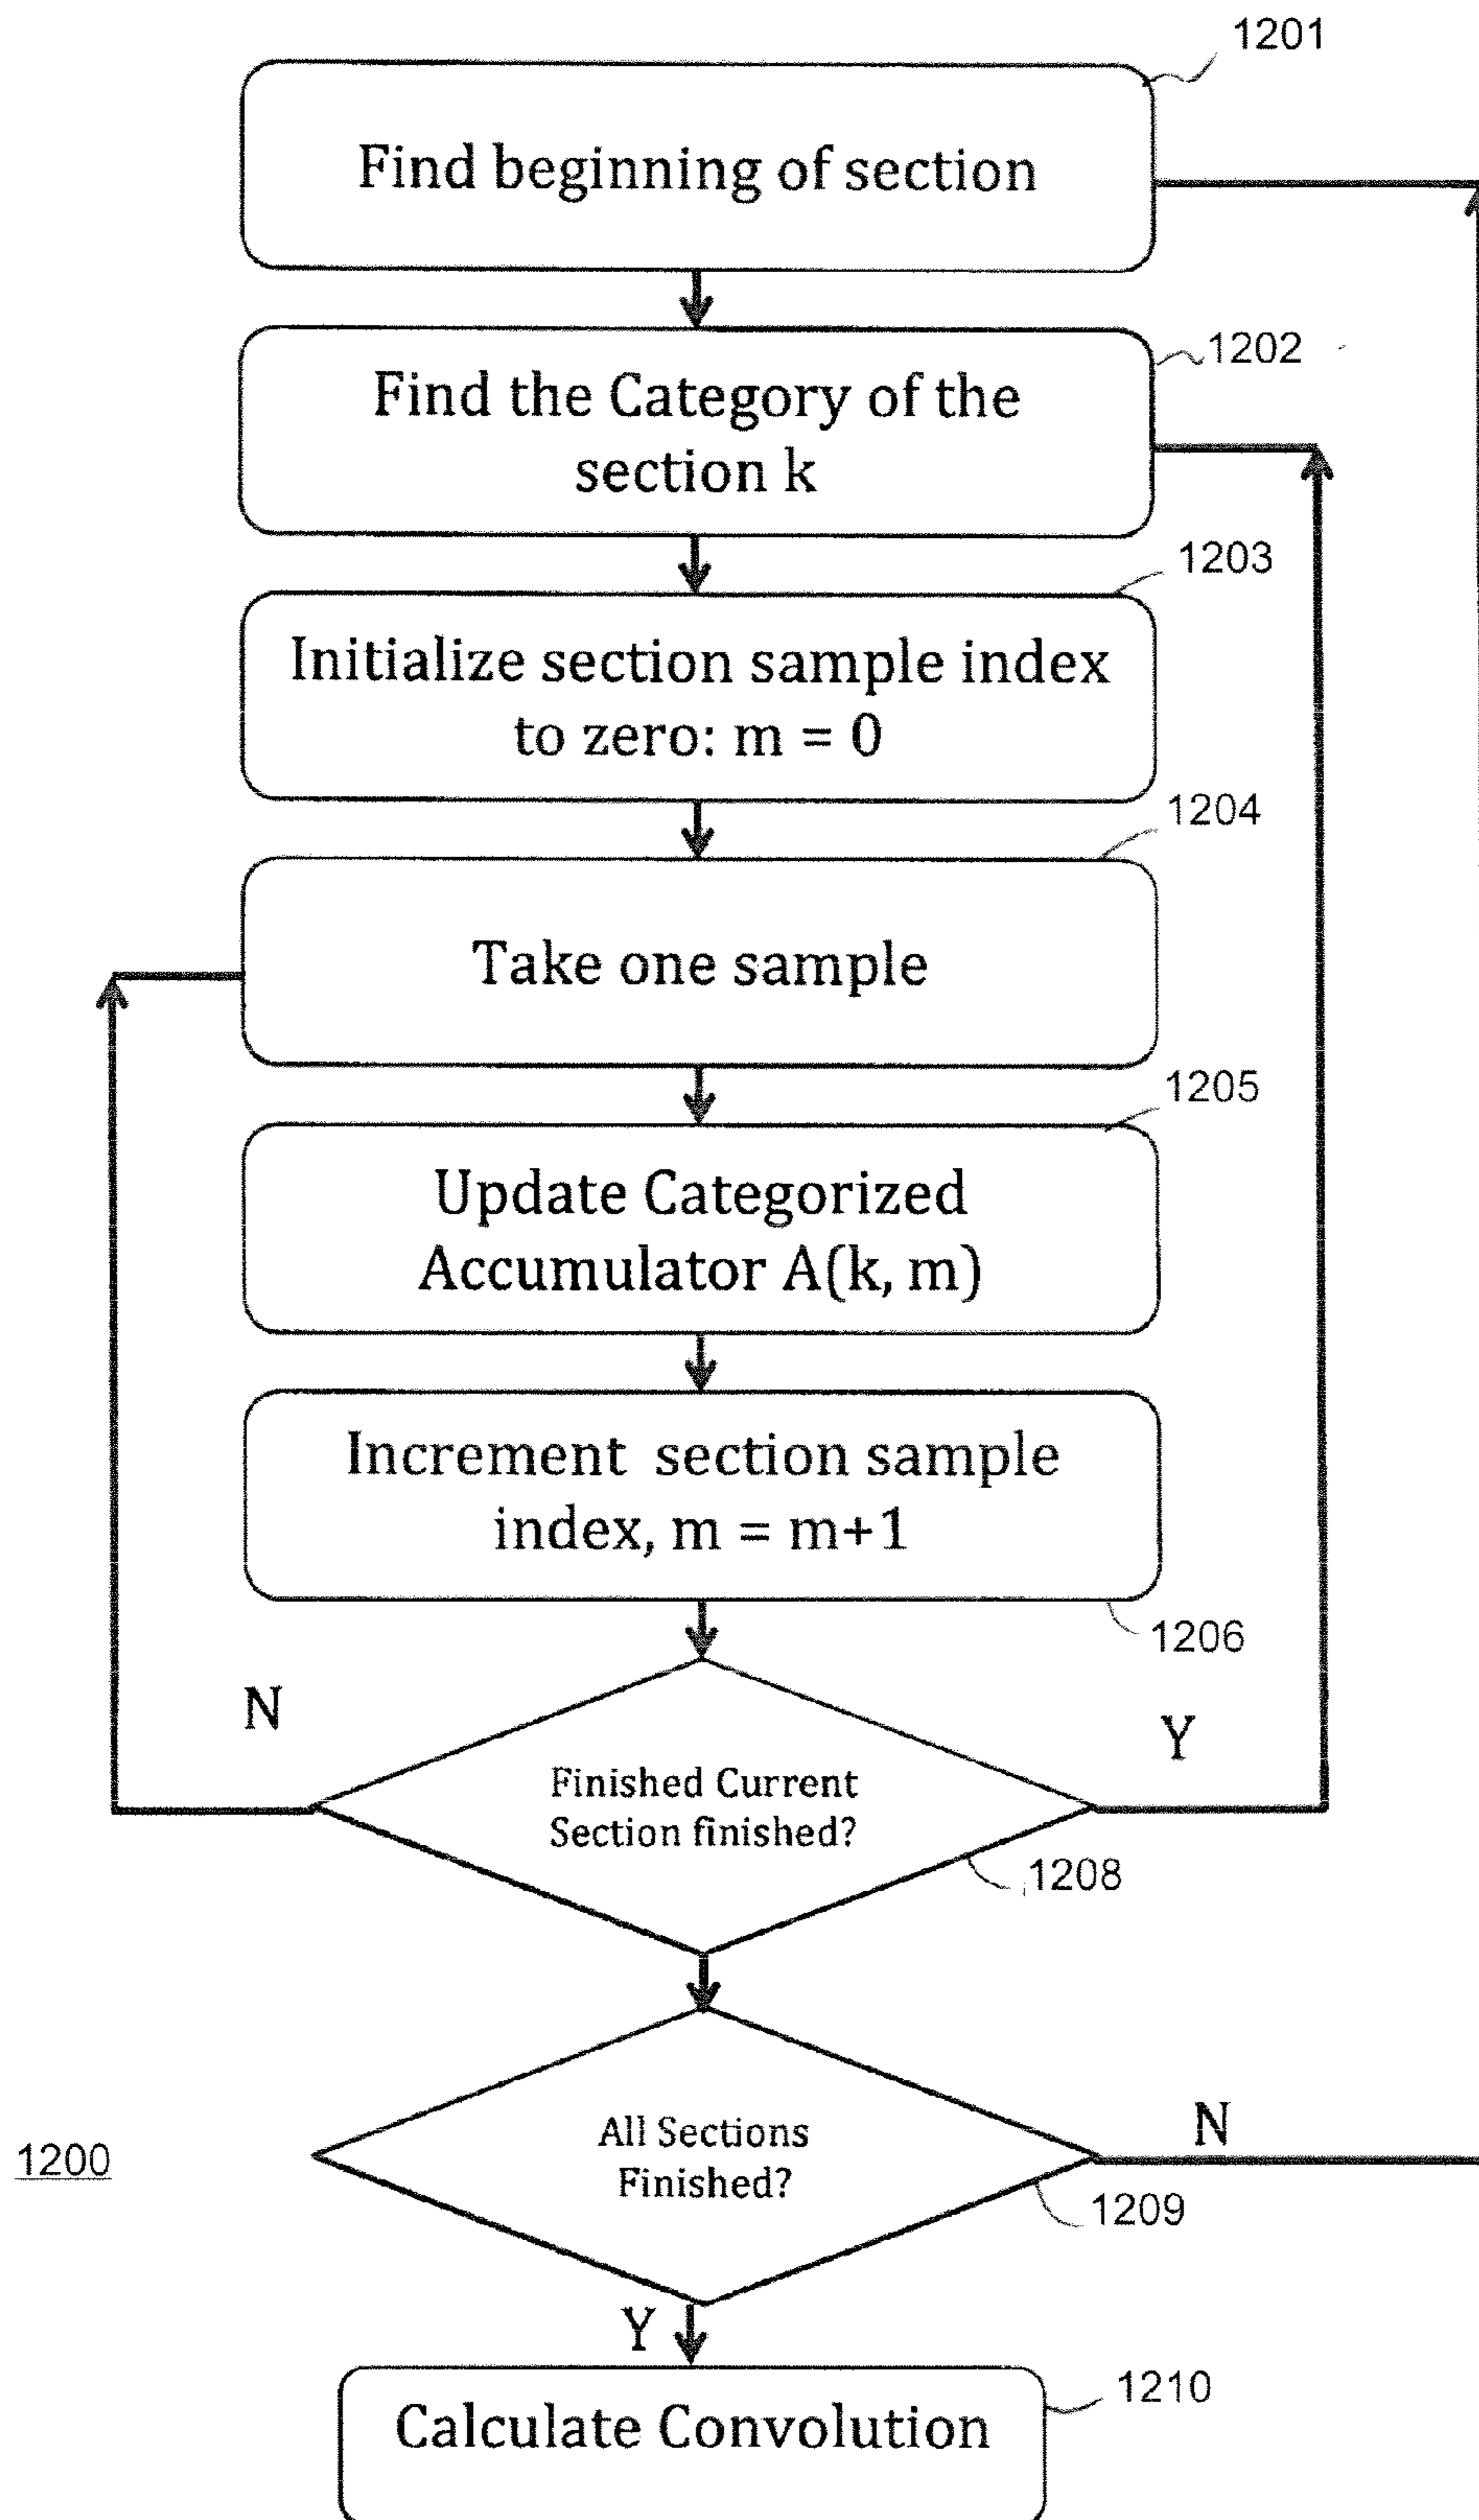 1201
Find beginning of section
1202
Find the Category of the
section k
1203
Initialize section sample index
to zero: m = 0
1204
Take one sample
1205
Update Categorized
Accumulator A(k, m)
Increment section sample
index, m = m+1
1206
N
Y
Finished Current
Section finished?
1208
All Sections
Finished?
N
1200
1209
Y
1210
Calculate Convolution